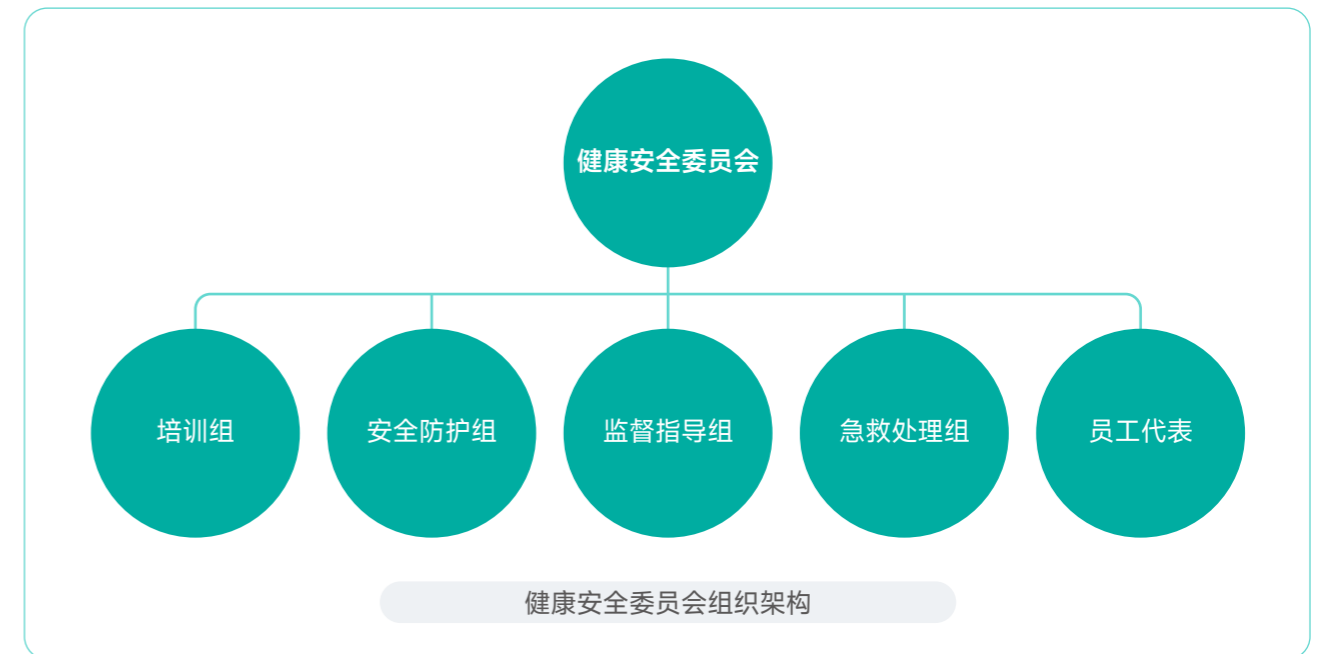 健康安全委员会
培训组
安全防护组
监督指导组
急救处理组
员工代表
健康安全委员会组织架构